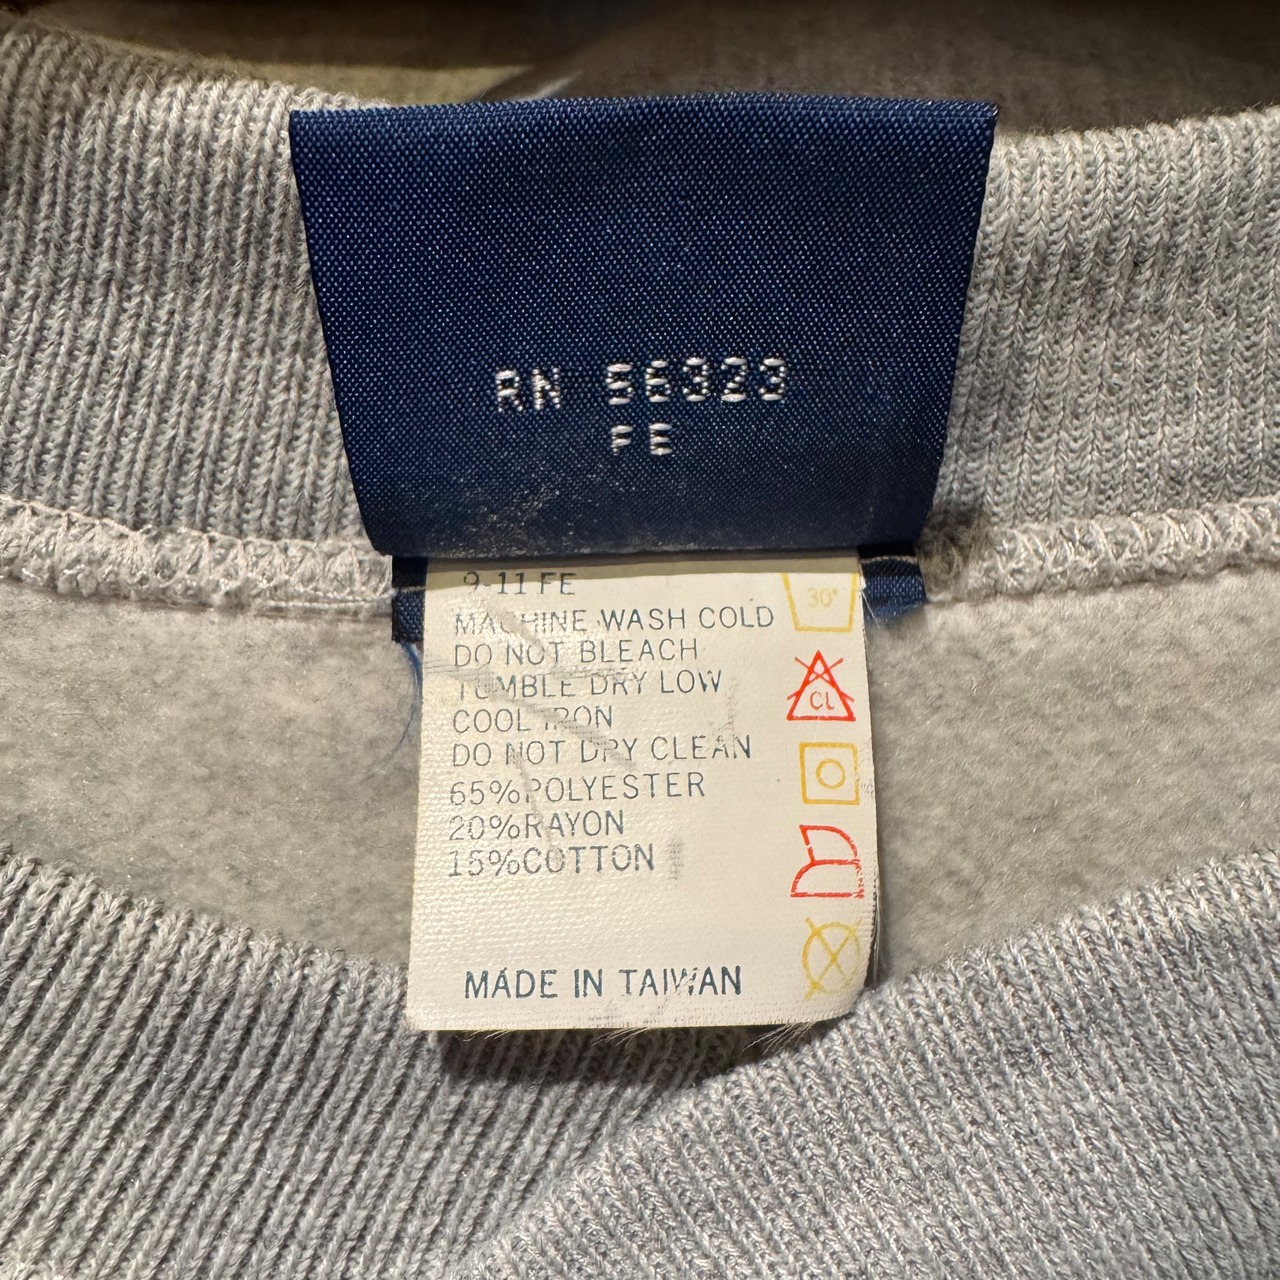 RN 56323
FE
9-11 FE
MACHINE WASH COLD
DO NOT BLEACH
TUMBLE DRY LOW
COOL IRON
DO NOT DRY CLEAN
65%POLYESTER
20%RAYON
15%COTTON
MADE IN TAIWAN
30°
CL